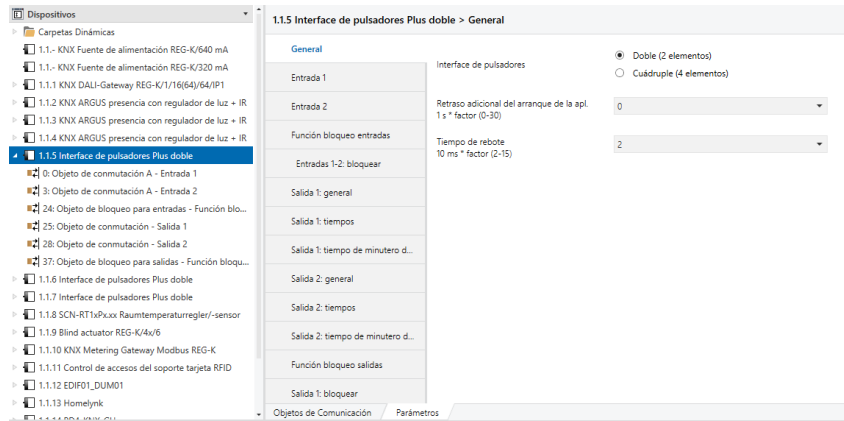 Dispositivos
Carpetas Dinámicas
1.1.- KNX Fuente de alimentación REG-K/640 mA
1.1.- KNX Fuente de alimentación REG-K/320 mA
1.1.1 KNX DALI-Gateway REG-K/1/16(64)/64/IP1
1.1.2 KNX ARGUS presencia con regulador de luz + IR
1.1.3 KNX ARGUS presencia con regulador de luz + IR
1.1.4 KNX ARGUS presencia con regulador de luz + IR
1.1.5 Interface de pulsadores Plus doble
0: Objeto de conmutación A - Entrada 1
3: Objeto de conmutación A - Entrada 2
24: Objeto de bloqueo para entradas - Función blo...
25: Objeto de conmutación - Salida 1
28: Objeto de conmutación - Salida 2
37: Objeto de bloqueo para salidas - Función bloqu...
1.1.6 Interface de pulsadores Plus doble
1.1.7 Interface de pulsadores Plus doble
1.1.8 SCN-RT1xPx.xx Raumtemperaturregler/-sensor
1.1.9 Blind actuator REG-K/4x/6
1.1.10 KNX Metering Gateway Modbus REG-K
1.1.11 Control de accesos del soporte tarjeta RFID
1.1.12 EDIF01_DUM01
1.1.13 Homelynk
1.1.5 Interface de pulsadores Plus doble > General
General
Entrada 1
Entrada 2
Función bloqueo entradas
Entradas 1-2: bloquear
Salida 1: general
Salida 1: tiempos
Salida 1: tiempo de minutero d...
Salida 2: general
Salida 2: tiempos
Salida 2: tiempo de minutero d...
Función bloqueo salidas
Salida 1: bloquear
Interface de pulsadores
Doble (2 elementos)
Cuádruple (4 elementos)
Retraso adicional del arranque de la apl.
1 s * factor (0-30)
0
Tiempo de rebote
10 ms * factor (2-15)
2
Objetos de Comunicación
Parámetros